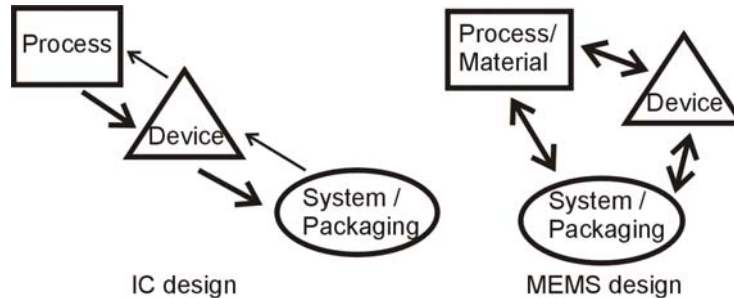 Process
Device
System /
Packaging
IC design
Process/
Material
Device
System /
Packaging
MEMS design